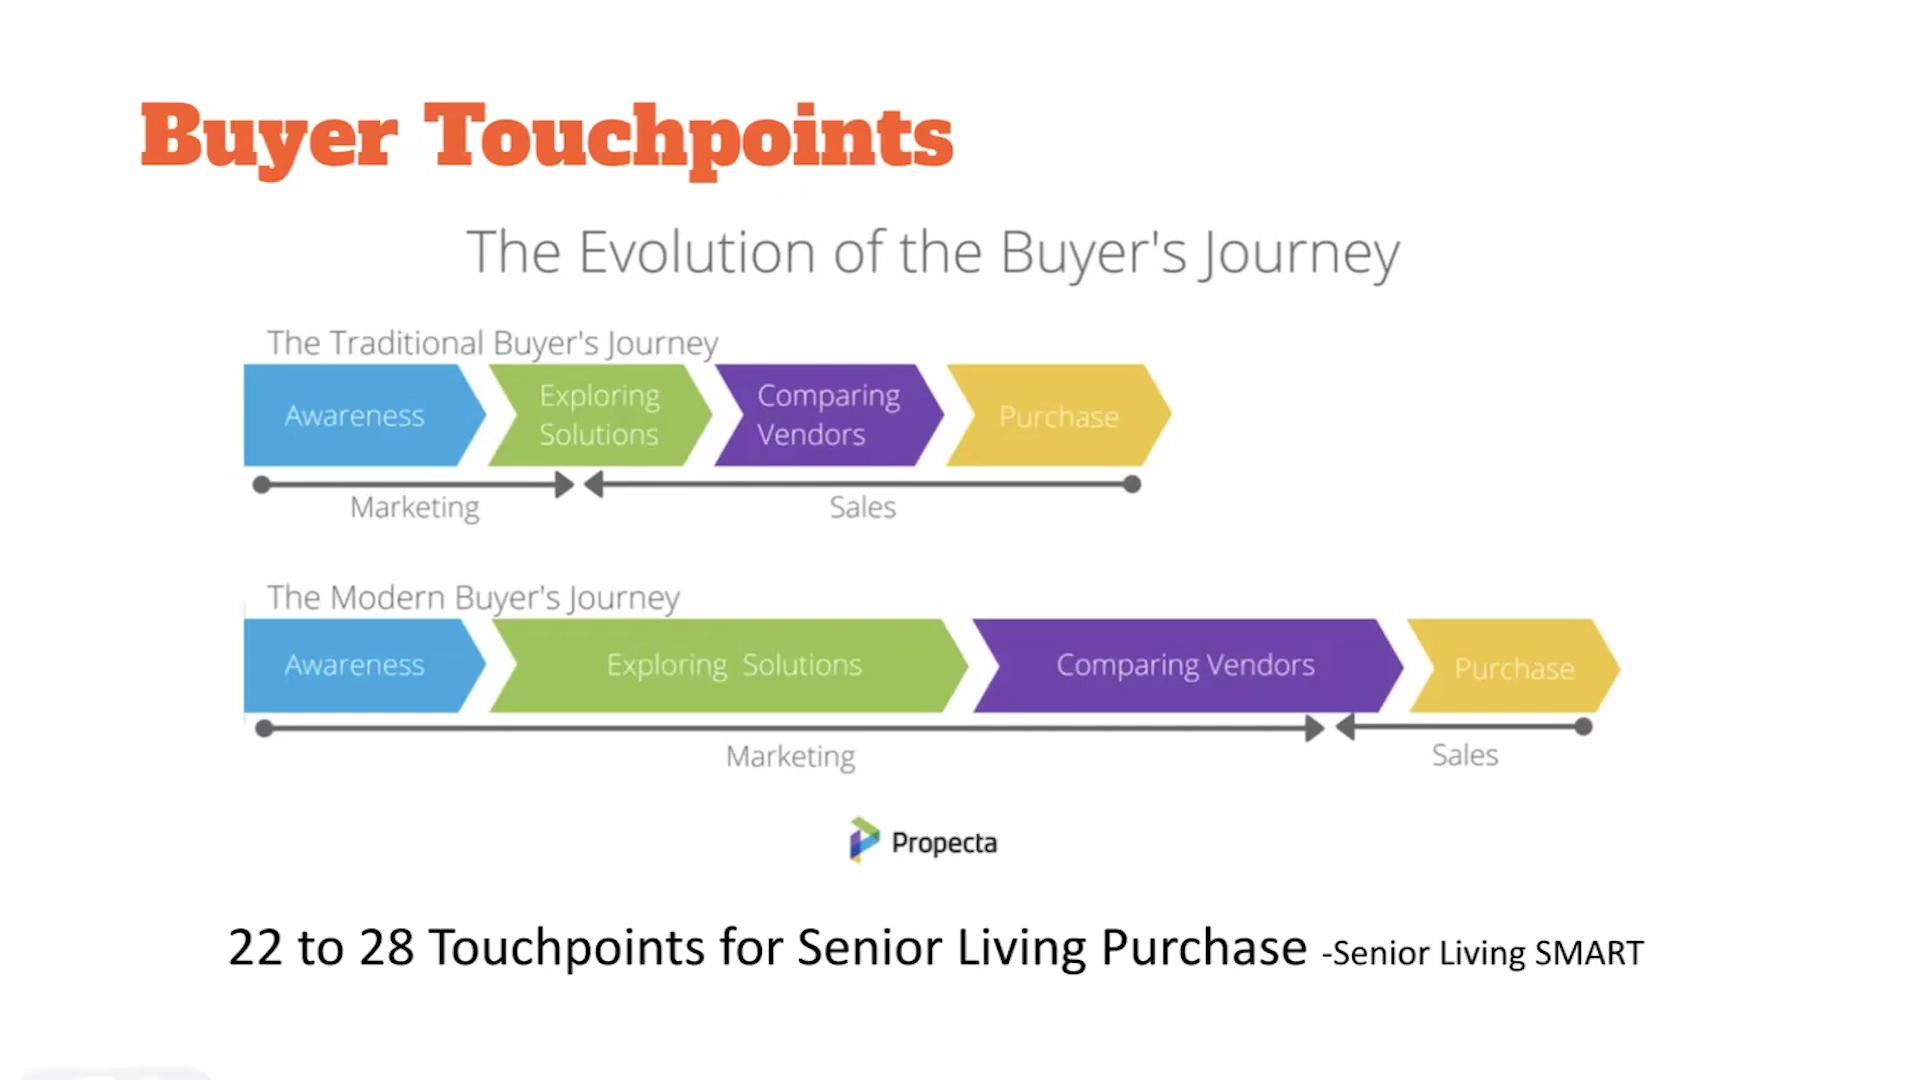 Buyer Touchpoints
The Evolution of the Buyer's Journey
The Traditional Buyer's Journey
Awareness
Exploring
Solutions
Comparing
Vendors
Purchase
Marketing
Sales
The Modern Buyer's Journey
Awareness
Exploring Solutions
Comparing Vendors
Purchase
Marketing
Sales
Propecta
22 to 28 Touchpoints for Senior Living Purchase -Senior Living SMART